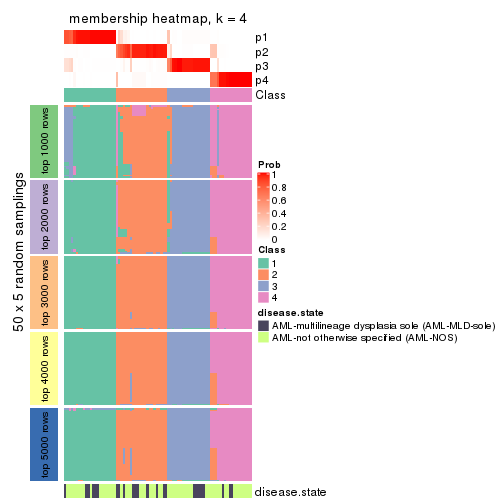 membership heatmap, k = 4
p1
p2
p3
p4
Class
50 x 5 random samplings
top 1000 rows
top 2000 rows
top 3000 rows
top 4000 rows
top 5000 rows
Prob
1
0.8
0.6
0.4
0.2
0
Class
1
2
3
4
disease.state
AML-multilineage dysplasia sole (AML-MLD-sole)
AML-not otherwise specified (AML-NOS)
disease.state